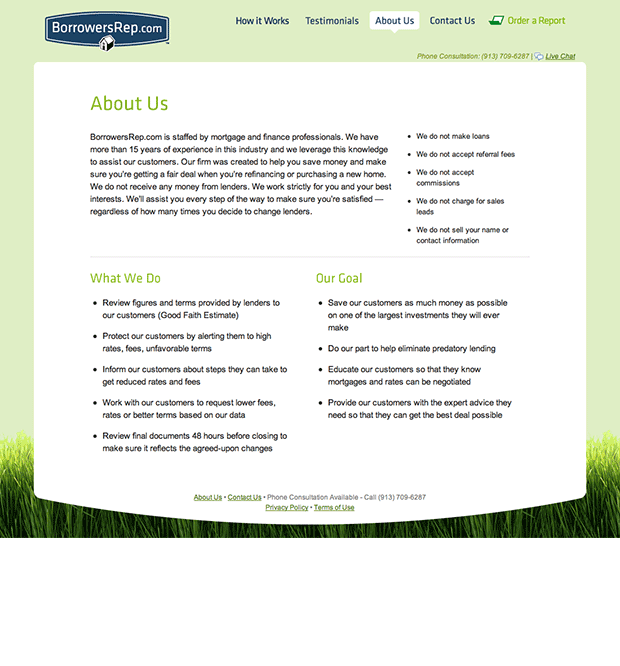 BorrowersRep.com
How it Works
Testimonials
About Us
Contact Us
Order a Report
Phone Consultation: (913) 709-6287 | Live Chat
About Us
BorrowersRep.com is staffed by mortgage and finance professionals. We have
more than 15 years of experience in this industry and we leverage this knowledge
to assist our customers. Our firm was created to help you save money and make
sure you're getting a fair deal when you're refinancing or purchasing a new home.
We do not receive any money from lenders. We work strictly for you and your best
interests. We'll assist you every step of the way to make sure you're satisfied —
regardless of how many times you decide to change lenders.
• We do not make loans
• We do not accept referral fees
• We do not accept
commissions
• We do not charge for sales
leads
• We do not sell your name or
contact information
What We Do
• Review figures and terms provided by lenders to
our customers (Good Faith Estimate)
• Protect our customers by alerting them to high
rates, fees, unfavorable terms
• Inform our customers about steps they can take to
get reduced rates and fees
• Work with our customers to request lower fees,
rates or better terms based on our data
• Review final documents 48 hours before closing to
make sure it reflects the agreed-upon changes
Our Goal
• Save our customers as much money as possible
on one of the largest investments they will ever
make
• Do our part to help eliminate predatory lending
• Educate our customers so that they know
mortgages and rates can be negotiated
• Provide our customers with the expert advice they
need so that they can get the best deal possible
About Us • Contact Us • Phone Consultation Available - Call (913) 709-6287
Privacy Policy • Terms of Use